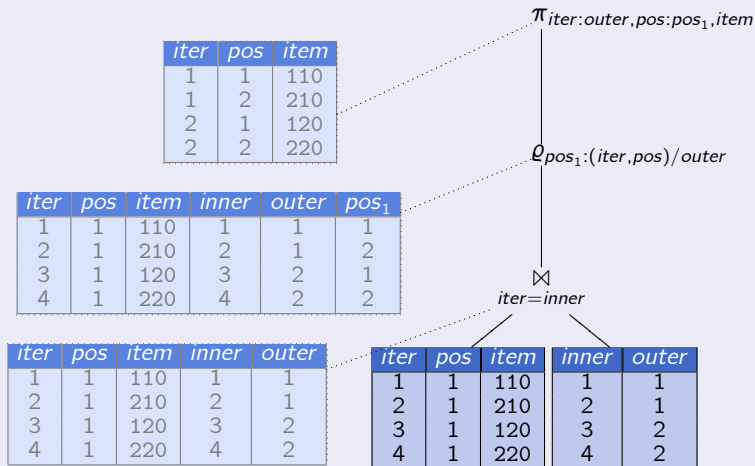 π iter:outer,pos:pos₁,item
iter pos item
1 1 110
1 2 210
2 1 120
2 2 220
ϱ pos₁:(iter,pos)/outer
iter pos item inner outer pos₁
1 1 110 1 1 1
2 1 210 2 1 2
3 1 120 3 2 1
4 1 220 4 2 2
⋈
iter=inner
iter pos item inner outer
1 1 110 1 1
2 1 210 2 1
3 1 120 3 2
4 1 220 4 2
iter pos item
1 1 110
2 1 210
3 1 120
4 1 220
inner outer
1 1
2 1
3 2
4 2